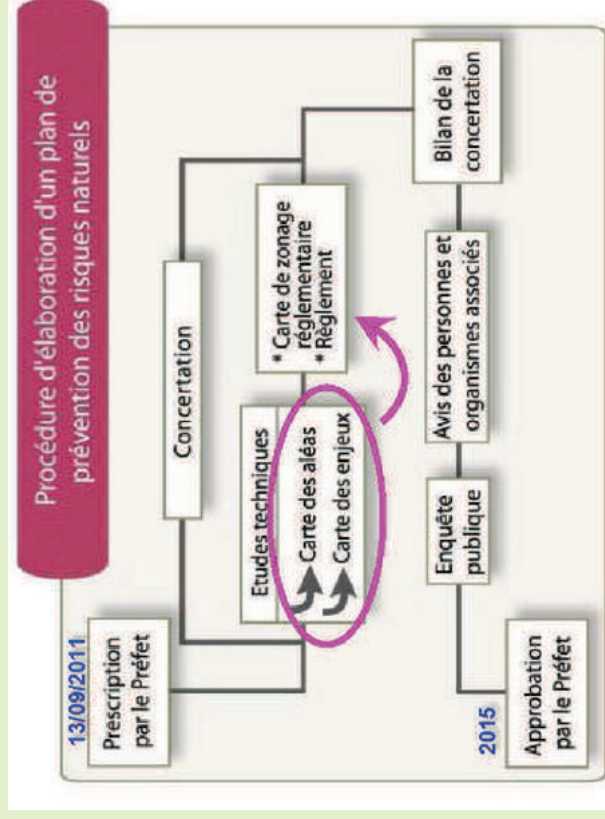 Procédure d'élaboration d'un plan de
prévention des risques naturels
13/09/2011
Prescription
par le Préfet
Concertation
Etudes techniques
Carte des aléas
Carte des enjeux
* Carte de zonage
réglementaire
* Règlement
Bilan de la
concertation
Avis des personnes et
organismes associés
Enquête
publique
2015
Approbation
par le Préfet